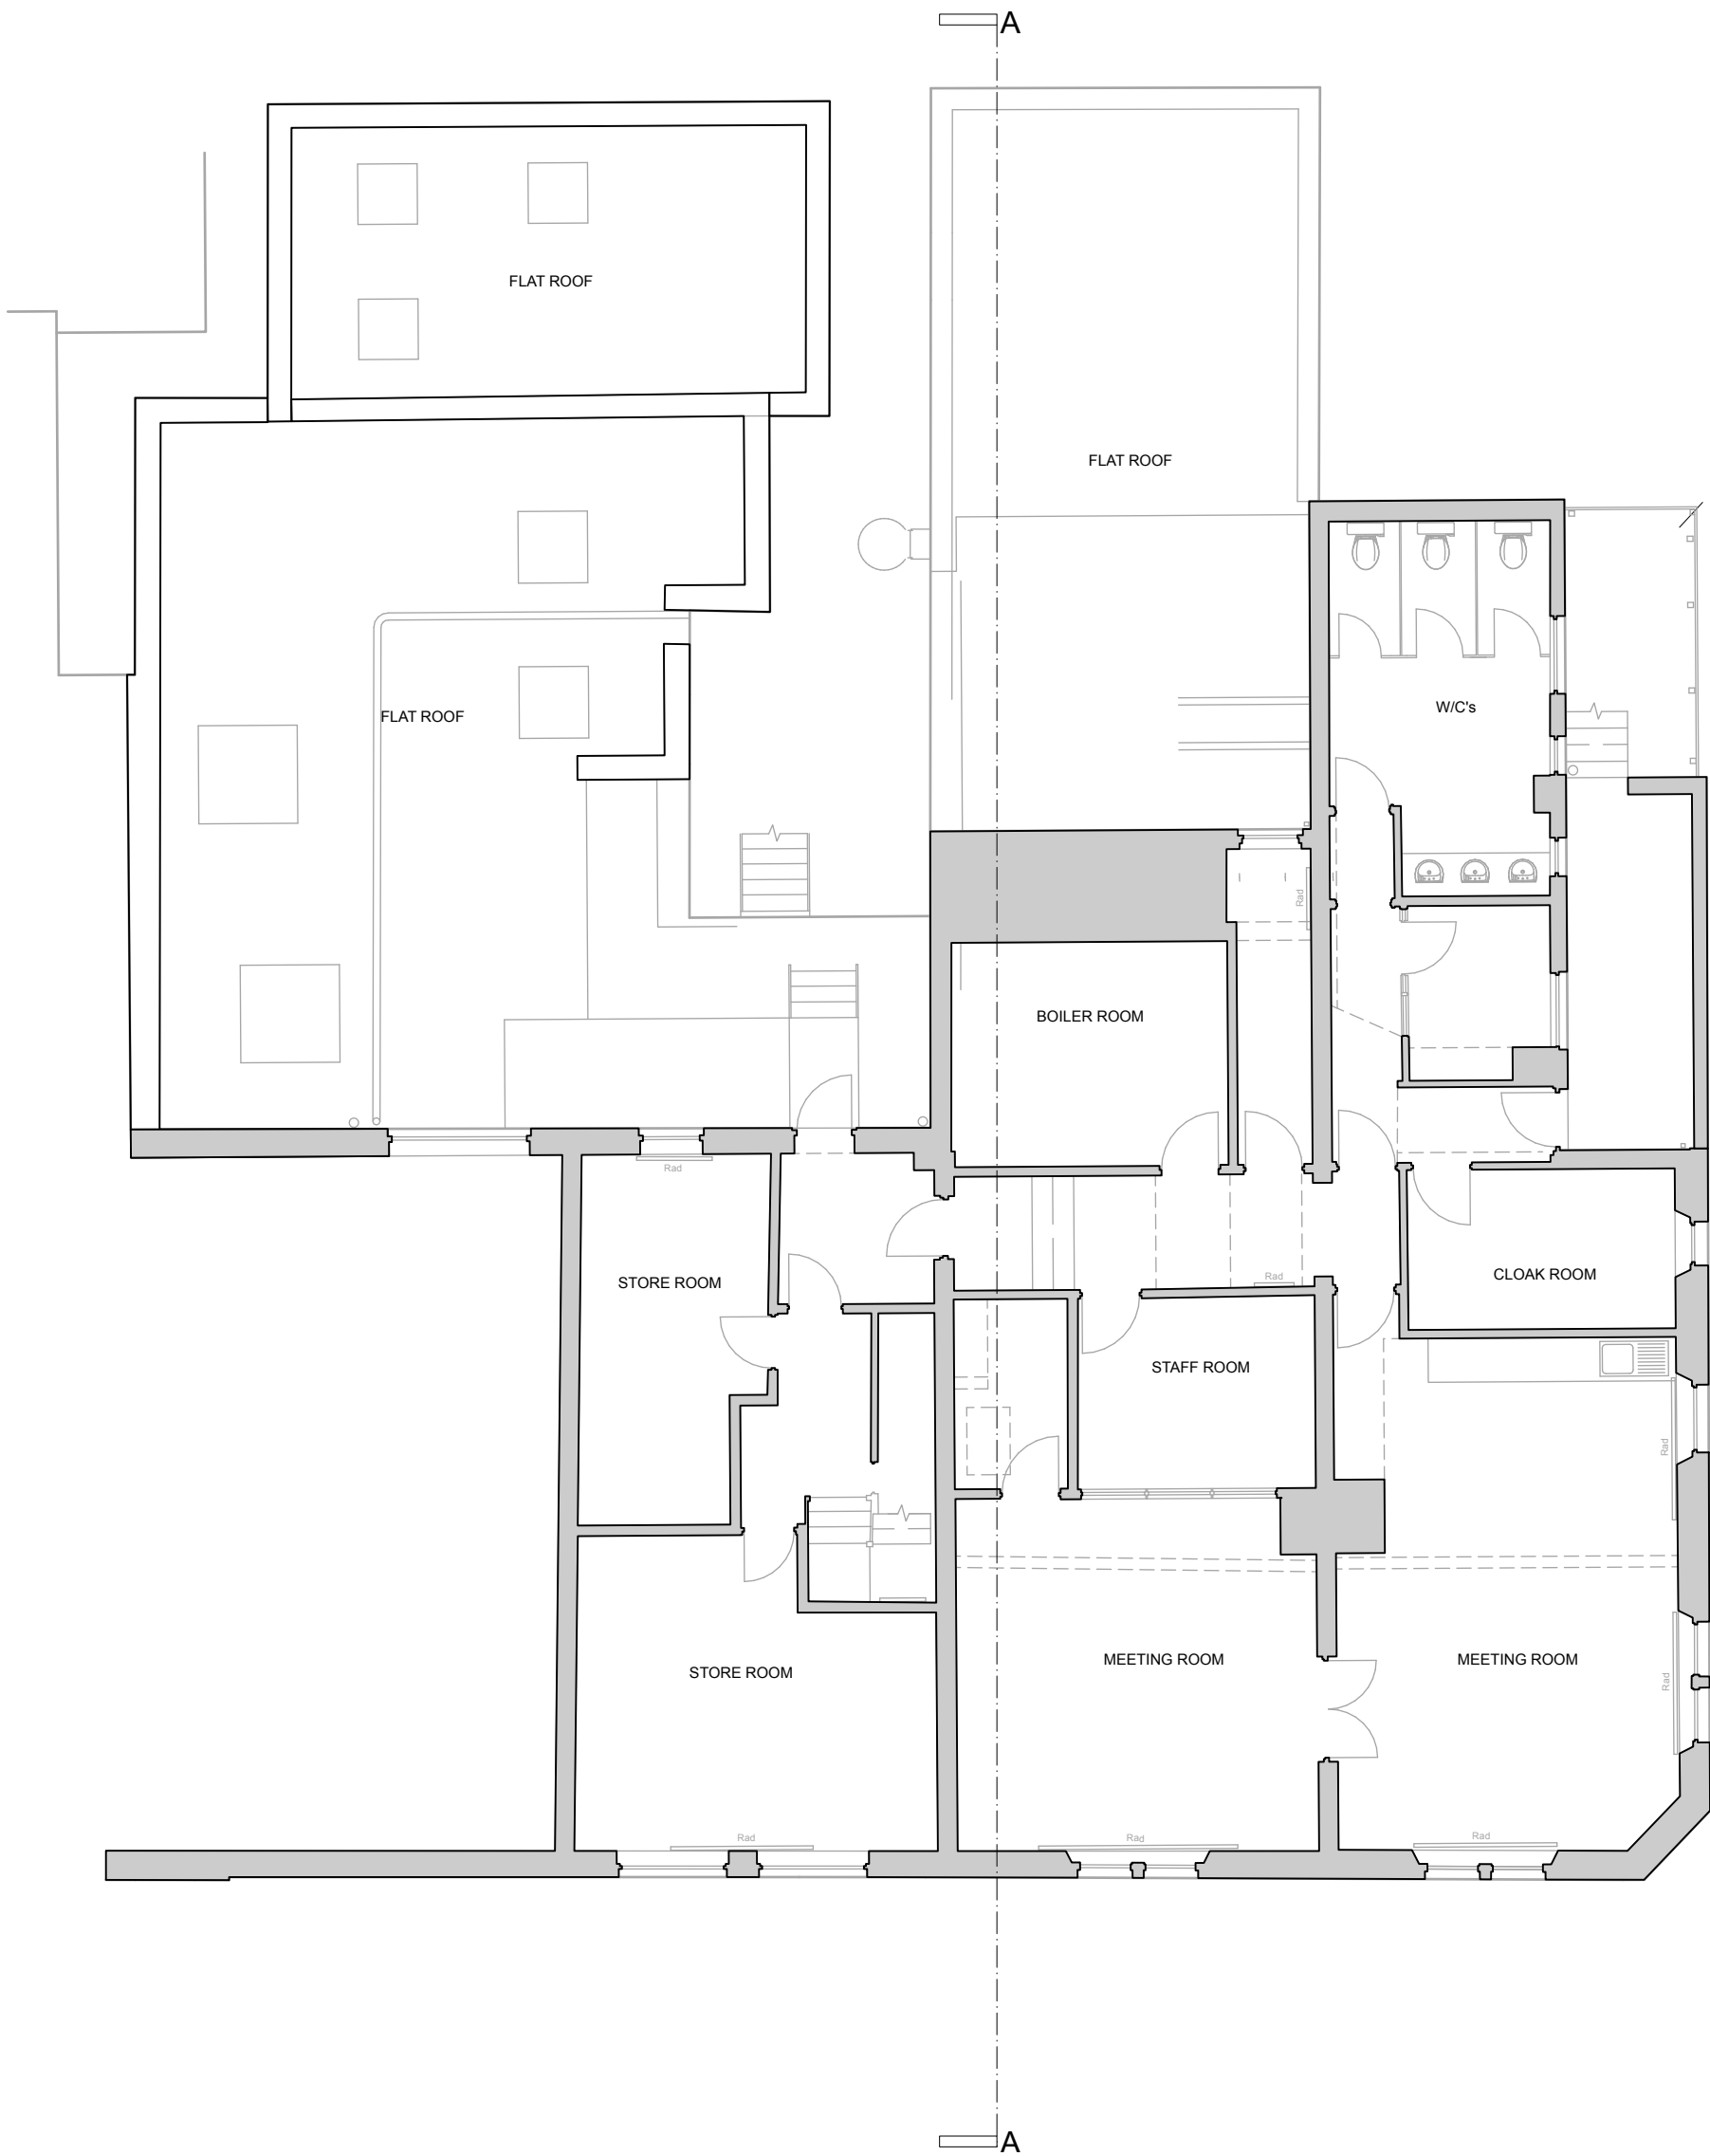 A
FLAT ROOF
FLAT ROOF
FLAT ROOF
W/C's
Rad
BOILER ROOM
Rad
STORE ROOM
Rad
CLOAK ROOM
STAFF ROOM
Rad
STORE ROOM
MEETING ROOM
MEETING ROOM
Rad
Rad
Rad
Rad
A